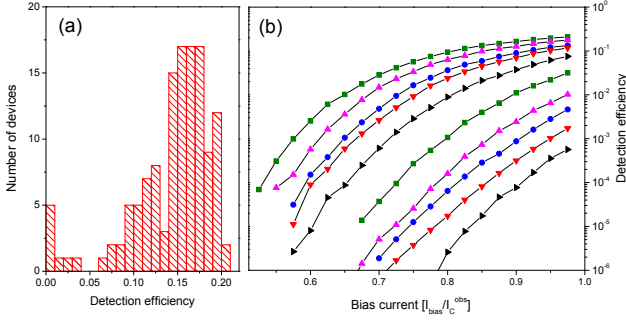 (a)
20
15
10
5
0
Number of devices
0.00 0.05 0.10 0.15 0.20
Detection efficiency
(b)
10^0
10^-1
10^-2
10^-3
10^-4
10^-5
10^-6
Detection efficiency
0.6 0.7 0.8 0.9 1.0
Bias current [I_bias/I_C^obs]